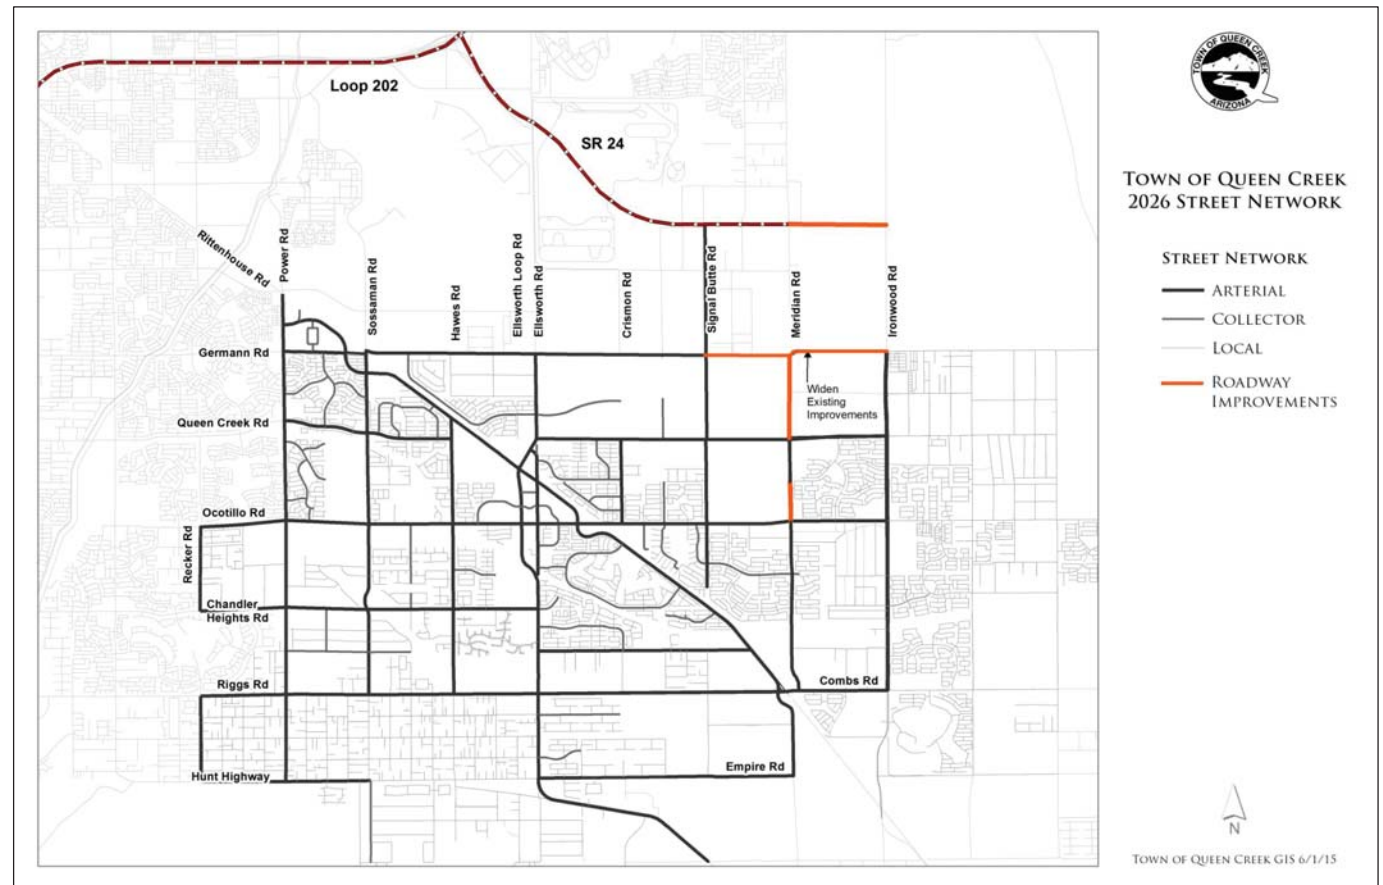 Loop 202
SR 24
Rittenhouse Rd
Power Rd
Sossaman Rd
Hawes Rd
Ellsworth Loop Rd
Ellsworth Rd
Crismon Rd
Signal Butte Rd
Meridian Rd
Ironwood Rd
Germann Rd
Widen
Existing
Improvements
Queen Creek Rd
Ocotillo Rd
Recker Rd
Chandler
Heights Rd
Riggs Rd
Combs Rd
Empire Rd
Hunt Highway
TOWN OF QUEEN CREEK
ARIZONA
TOWN OF QUEEN CREEK
2026 STREET NETWORK
STREET NETWORK
ARTERIAL
COLLECTOR
LOCAL
ROADWAY
IMPROVEMENTS
N
TOWN OF QUEEN CREEK GIS 6/1/15